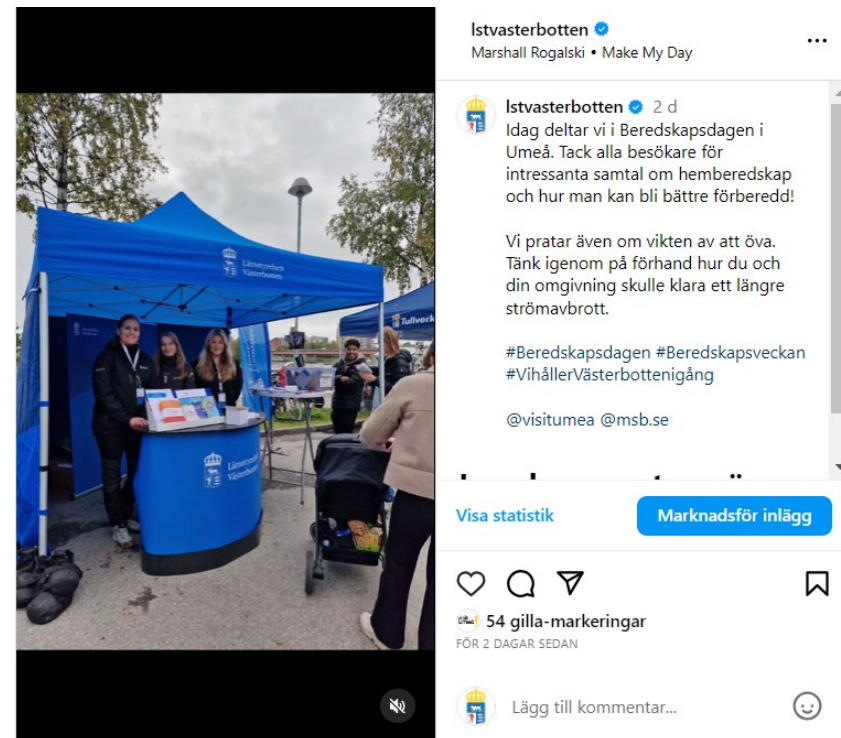 lstvasterbotten
Marshall Rogalski • Make My Day
lstvasterbotten 2 d
Idag deltar vi i Beredskapsdagen i
Umeå. Tack alla besökare för
intressanta samtal om hemberedskap
och hur man kan bli bättre förberedd!
Vi pratar även om vikten av att öva.
Tänk igenom på förhand hur du och
din omgivning skulle klara ett längre
strömavbrott.
#Beredskapsdagen #Beredskapsveckan
#VihållerVästerbottenigång
@visitumea @msb.se
Visa statistik
Marknadsför inlägg
54 gilla-markeringar
FÖR 2 DAGAR SEDAN
Lägg till kommentar...
Länsstyrelsen
Västerbotten
Tullverk
Länsstyrels
Västerbotte